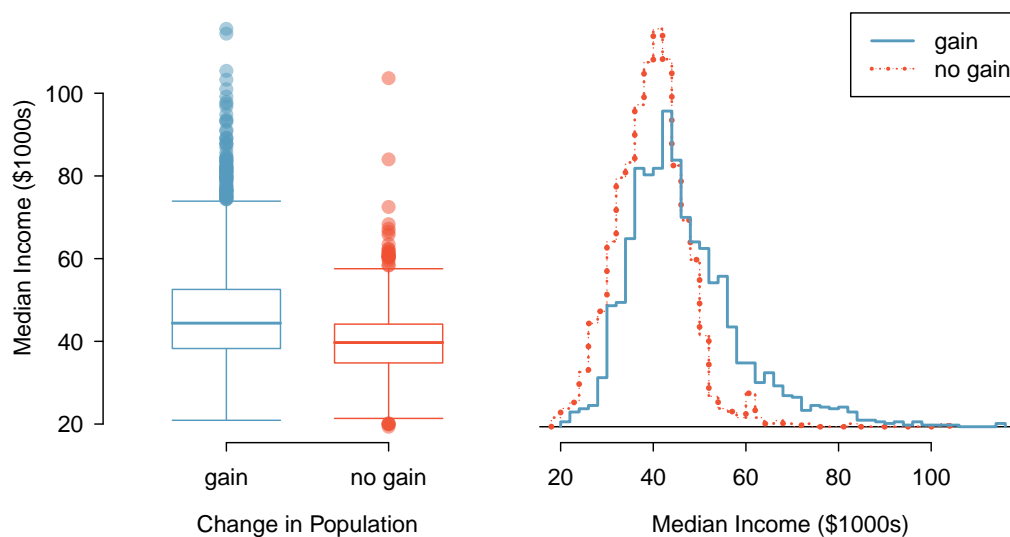 Median Income ($1000s)
100
80
60
40
20
gain
no gain
Change in Population
gain
no gain
20
40
60
80
100
Median Income ($1000s)